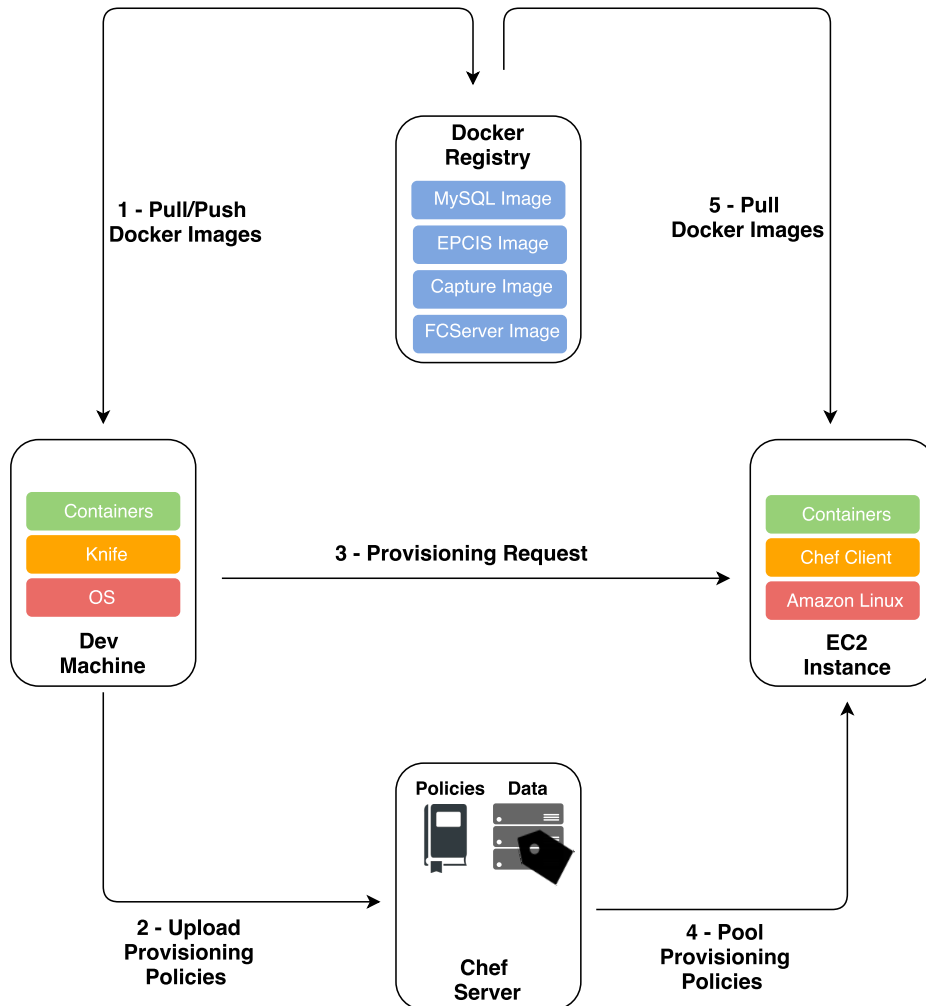 Docker
Registry
MySQL Image
EPCIS Image
Capture Image
FCServer Image
1 - Pull/Push
Docker Images
5 - Pull
Docker Images
Containers
Knife
OS
Dev
Machine
3 - Provisioning Request
Containers
Chef Client
Amazon Linux
EC2
Instance
Policies
Data
Chef
Server
2 - Upload
Provisioning
Policies
4 - Pool
Provisioning
Policies